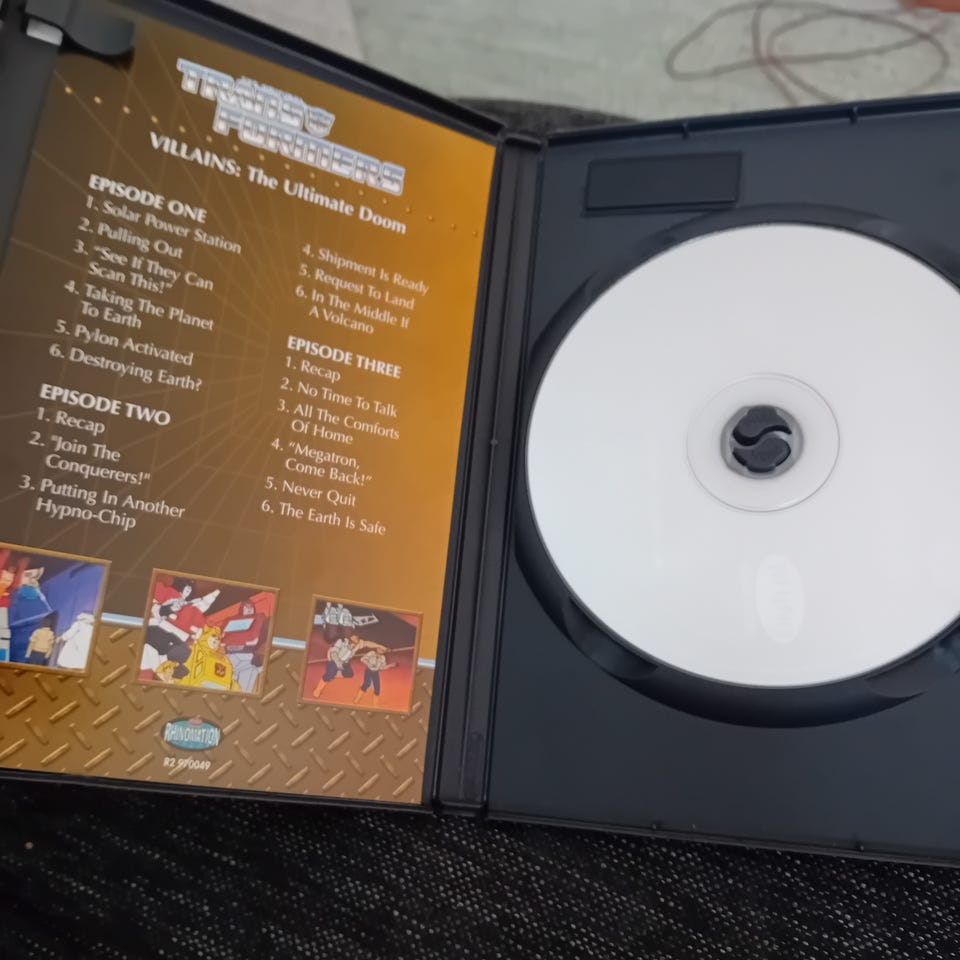 TRANS
FORMERS
VILLAINS: The Ultimate Doom
EPISODE ONE
1. Solar Power Station
2. Pulling Out
3. "See If They Can
Scan This!"
4. Taking The Planet
To Earth
5. Pylon Activated
6. Destroying Earth?
EPISODE TWO
1. Recap
2. "Join The
Conquerers!"
3. Putting In Another
Hypno-Chip
4. Shipment Is Ready
5. Request To Land
6. In The Middle If
A Volcano
EPISODE THREE
1. Recap
2. No Time To Talk
3. All The Comforts
Of Home
4. "Megatron,
Come Back!"
5. Never Quit
6. The Earth Is Safe
RHINOMATION
R2 970049